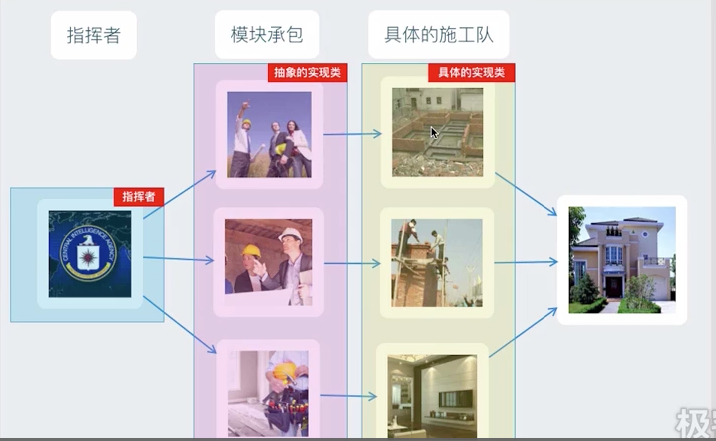 指挥者
模块承包
具体的施工队
抽象的实现类
具体的实现类
指挥者
CENTRAL INTELLIGENCE AGENCY
极